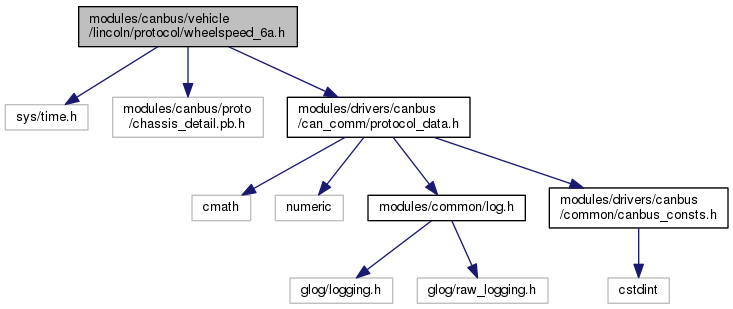 modules/canbus/vehicle
/lincoln/protocol/wheelspeed_6a.h
sys/time.h
modules/canbus/proto
/chassis_detail.pb.h
modules/drivers/canbus
/can_comm/protocol_data.h
cmath
numeric
modules/common/log.h
modules/drivers/canbus
/common/canbus_consts.h
glog/logging.h
glog/raw_logging.h
cstdint